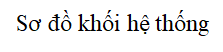 Sơ đồ khối hệ thống